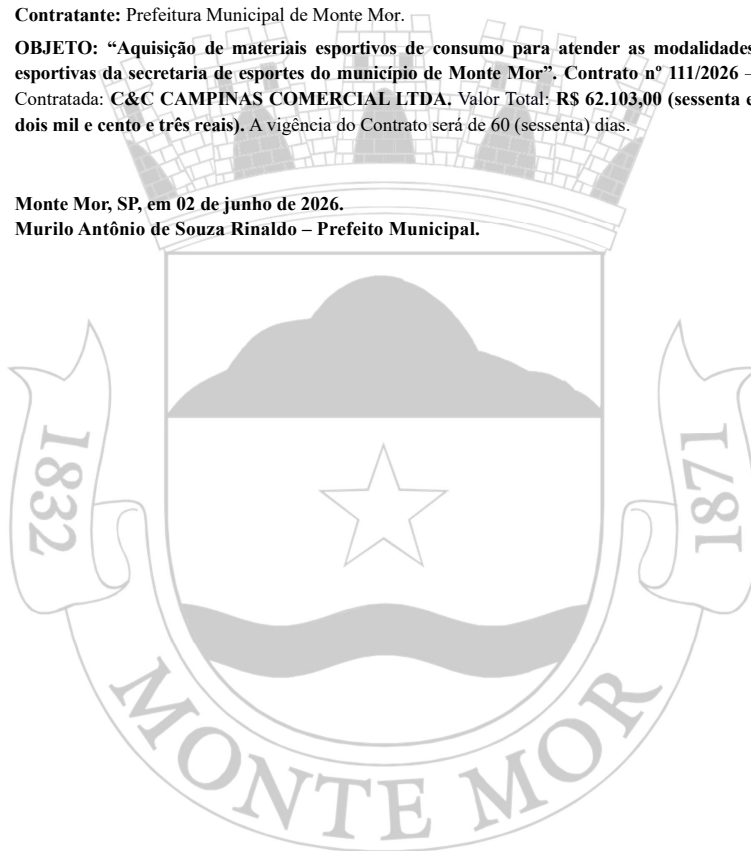 Contratante: Prefeitura Municipal de Monte Mor.
OBJETO: “Aquisição de materiais esportivos de consumo para atender as modalidades
esportivas da secretaria de esportes do município de Monte Mor”. Contrato nº 111/2026 –
Contratada: C&C CAMPINAS COMERCIAL LTDA. Valor Total: R$ 62.103,00 (sessenta e
dois mil e cento e três reais). A vigência do Contrato será de 60 (sessenta) dias.
Monte Mor, SP, em 02 de junho de 2026.
Murilo Antônio de Souza Rinaldo – Prefeito Municipal.
1832
1871
MONTE MOR